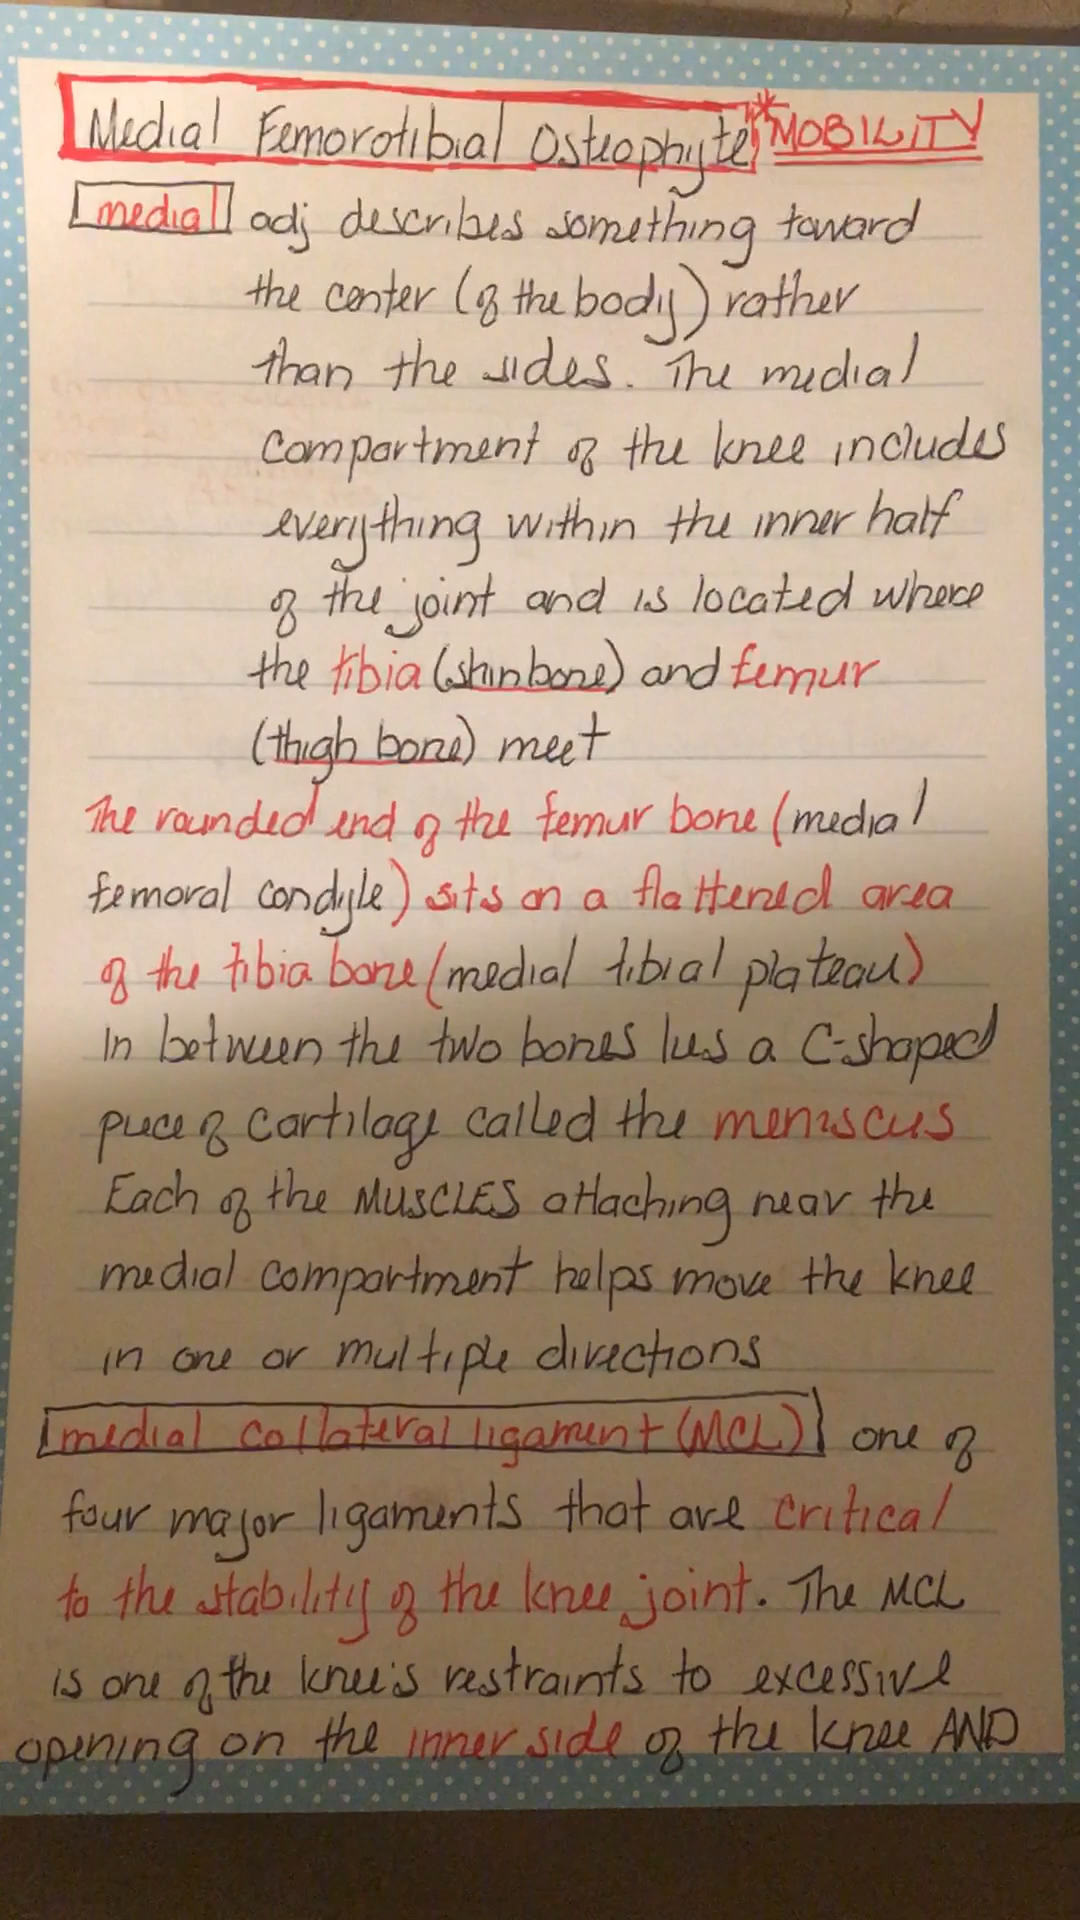 Medial Femorotibial Osteophyte *MOBILITY
medial adj describes something toward
the center (of the body) rather
than the sides. The medial
compartment of the knee includes
everything within the inner half
of the joint and is located where
the tibia (shinbone) and femur
(thigh bone) meet
The rounded end of the femur bone (medial
femoral condyle) sits on a flattened area
of the tibia bone (medial tibial plateau)
In between the two bones lies a C-shaped
piece of cartilage called the meniscus
Each of the MUSCLES attaching near the
medial compartment helps move the knee
in one or multiple directions
medial collateral ligament (MCL) one of
four major ligaments that are critical
to the stability of the knee joint. The MCL
is one of the knee's restraints to excessive
opening on the inner side of the knee AND